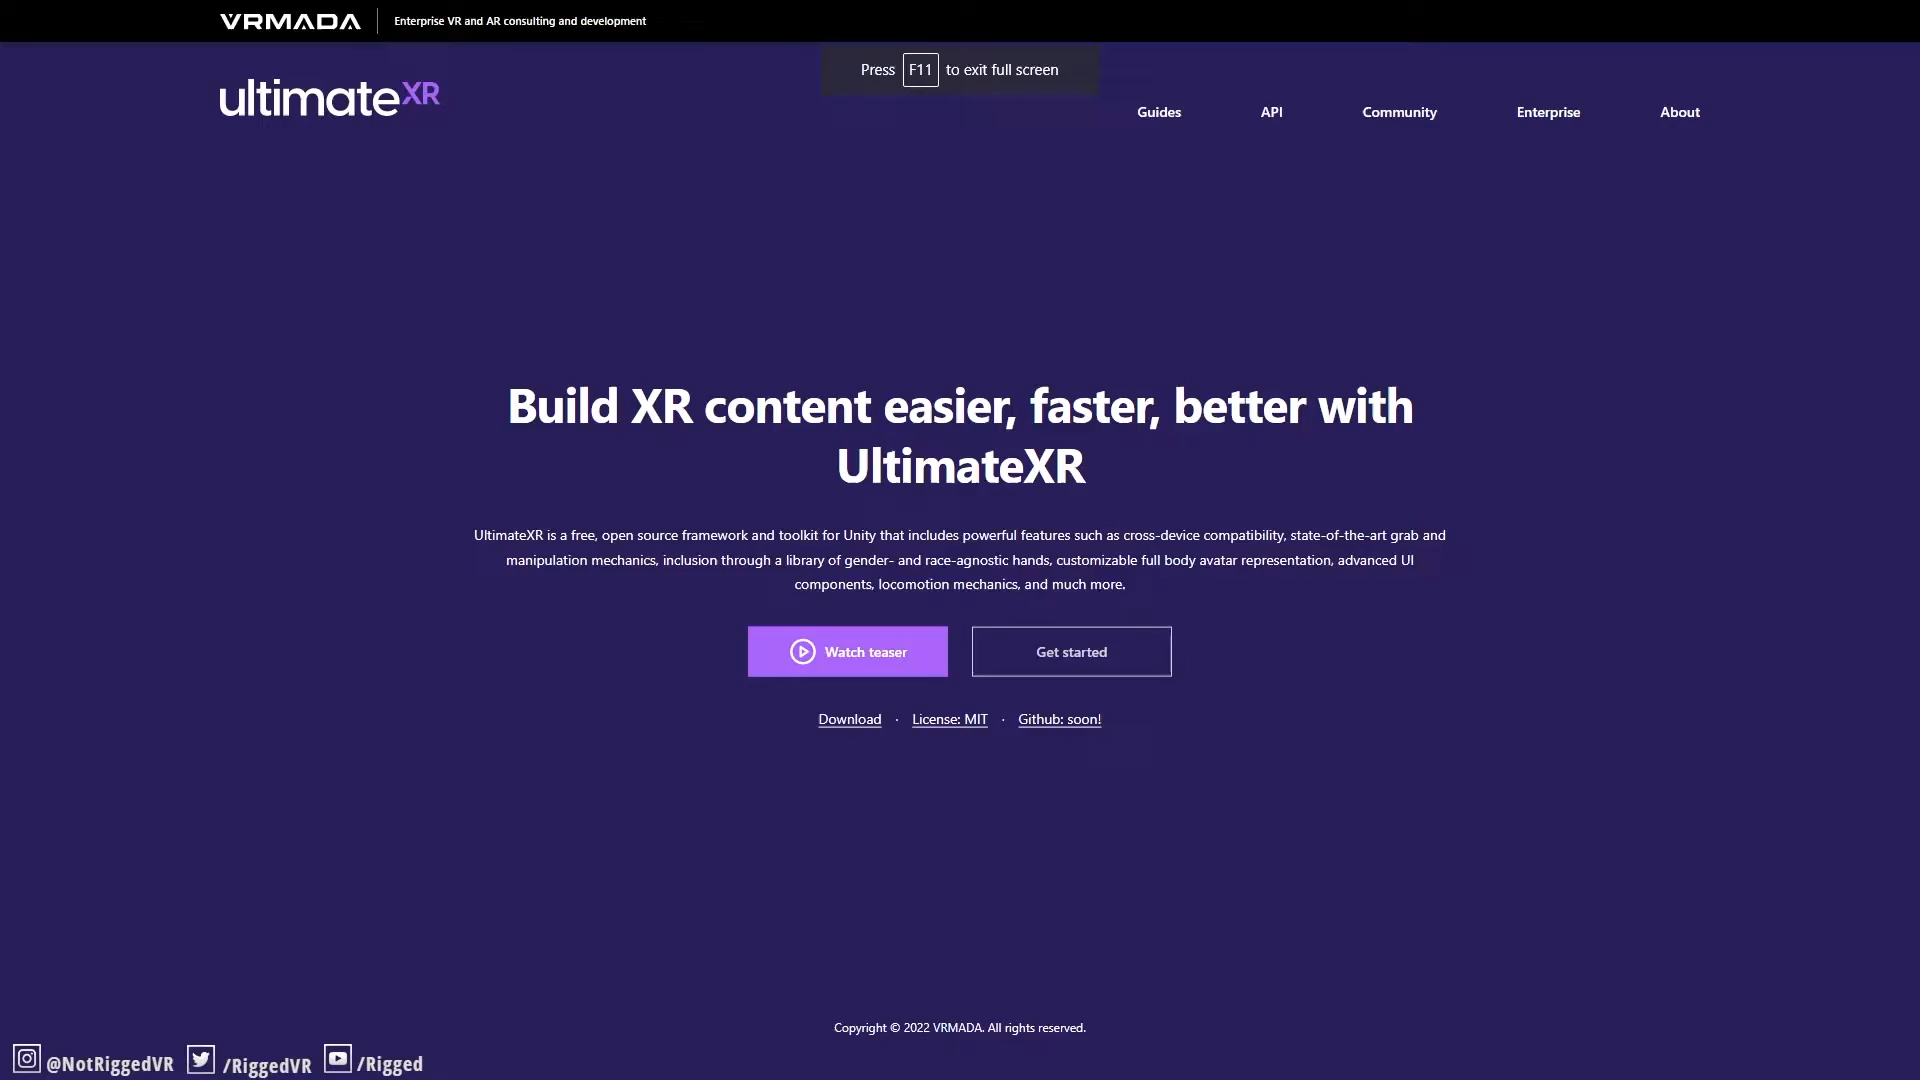 VRMADA Enterprise VR and AR consulting and development
Press F11 to exit full screen
ultimateXR
Guides API Community Enterprise About
Build XR content easier, faster, better with
UltimateXR
UltimateXR is a free, open source framework and toolkit for Unity that includes powerful features such as cross-device compatibility, state-of-the-art grab and
manipulation mechanics, inclusion through a library of gender- and race-agnostic hands, customizable full body avatar representation, advanced UI
components, locomotion mechanics, and much more.
Watch teaser Get started
Download · License: MIT · Github: soon!
Copyright © 2022 VRMADA. All rights reserved.
@NotRiggedVR /RiggedVR /Rigged